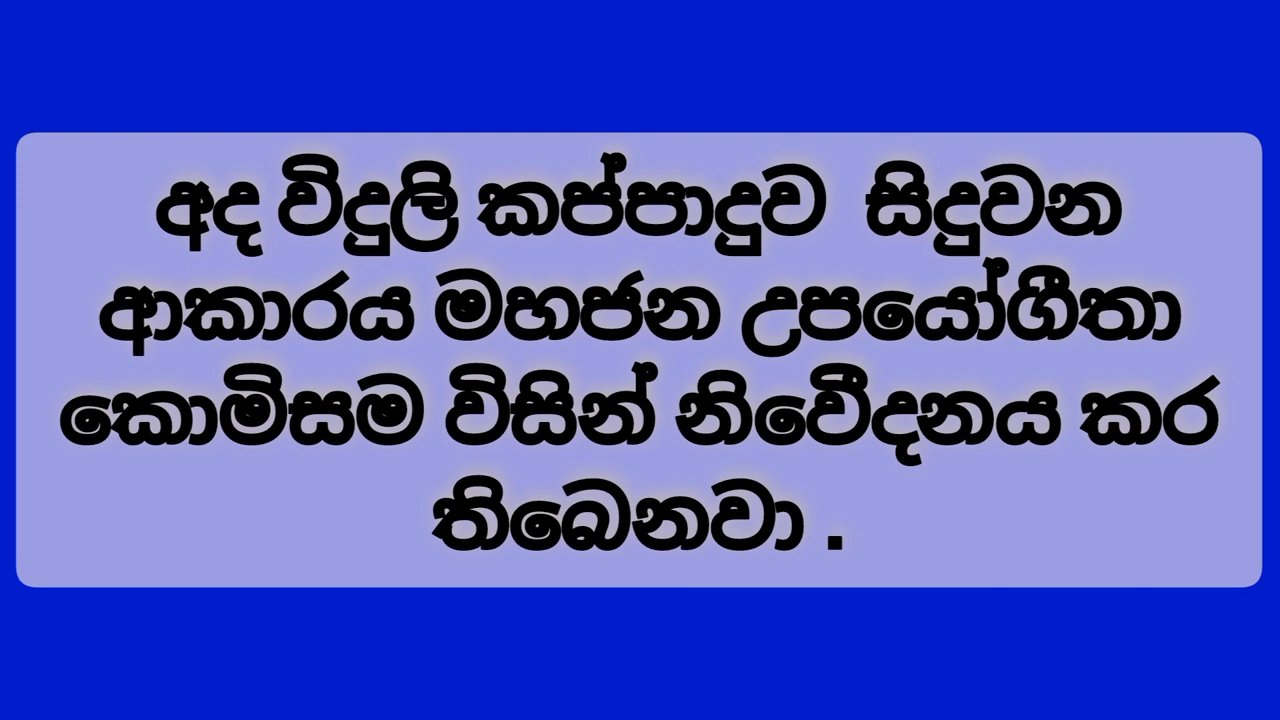 අද විදුලි කප්පාදුව සිදුවන
ආකාරය මහජන උපයෝගීතා
කොමිසම විසින් නිවේදනය කර
තිබෙනවා .